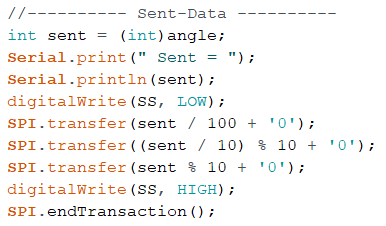 //---------- Sent-Data ----------
int sent = (int)angle;
Serial.print(" Sent = ");
Serial.println(sent);
digitalWrite(SS, LOW);
SPI.transfer(sent / 100 + '0');
SPI.transfer((sent / 10) % 10 + '0');
SPI.transfer(sent % 10 + '0');
digitalWrite(SS, HIGH);
SPI.endTransaction();